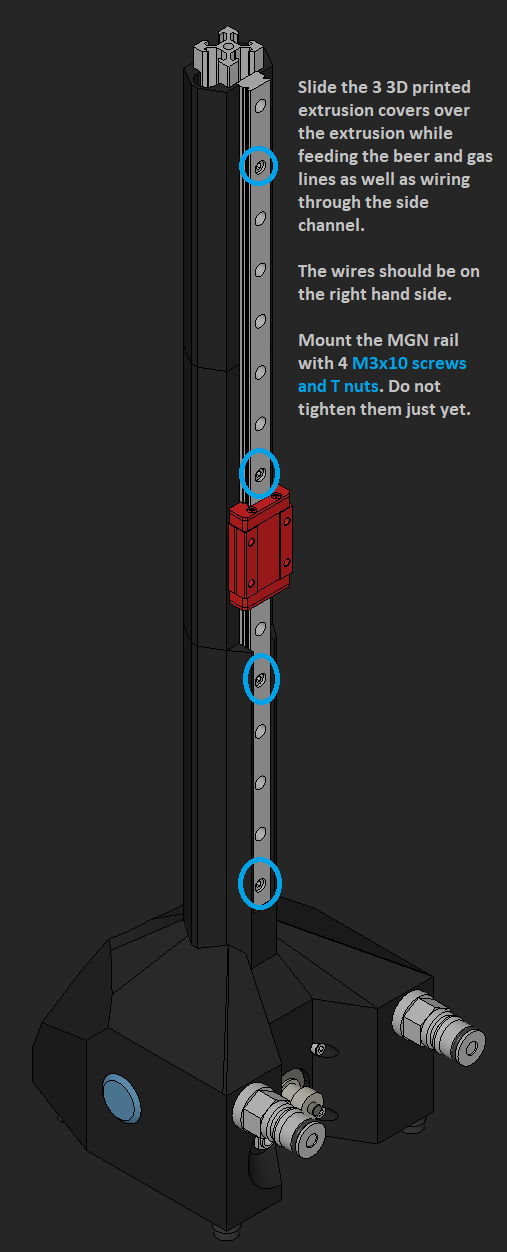 Slide the 3 3D printed
extrusion covers over
the extrusion while
feeding the beer and gas
lines as well as wiring
through the side
channel.
The wires should be on
the right hand side.
Mount the MGN rail
with 4 M3x10 screws
and T nuts. Do not
tighten them just yet.